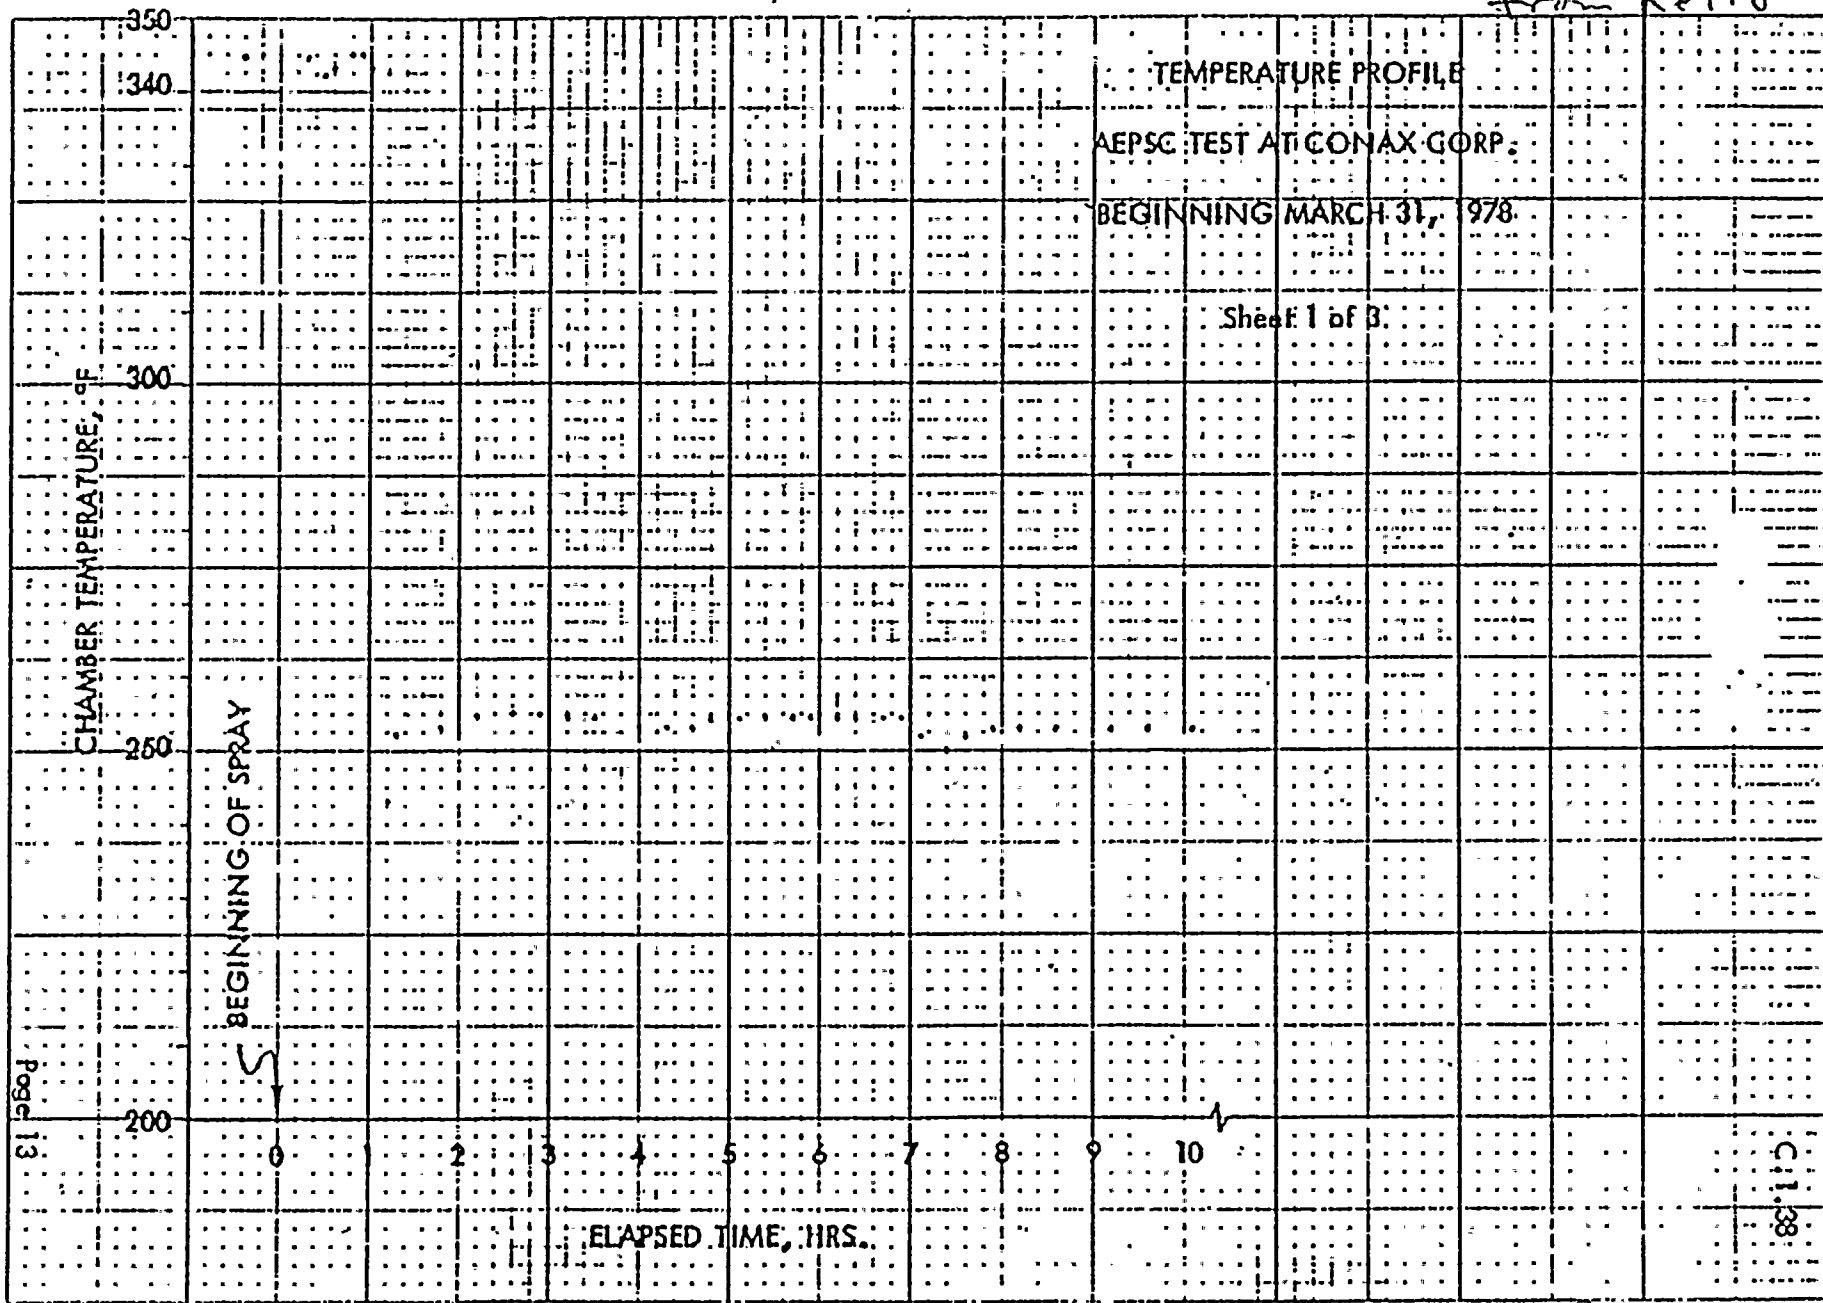 350
340
300
250
200
CHAMBER TEMPERATURE, °F
BEGINNING OF SPRAY
TEMPERATURE PROFILE
AEPSC TEST AT CONAX CORP.
BEGINNING MARCH 31, 1978
Sheet 1 of 3
0 1 2 3 4 5 6 7 8 9 10
ELAPSED TIME, HRS.
Page 13
C.1.38